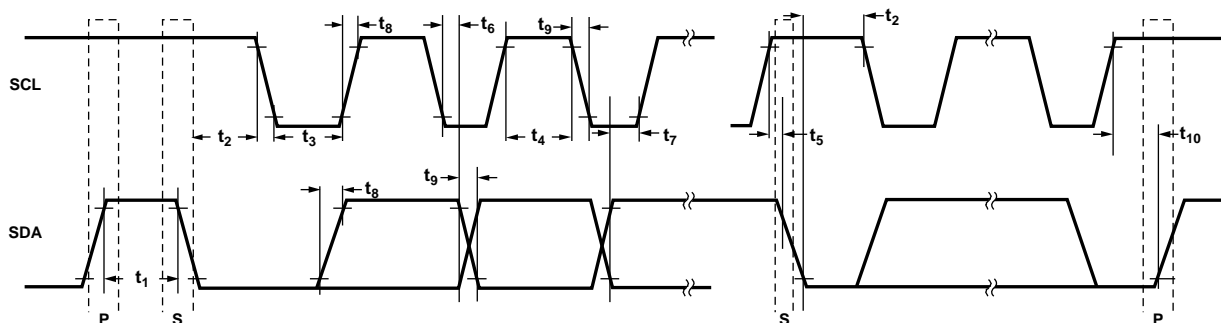 t8 t6 t9 t2
SCL
t2 t3 t4 t7 t5 t10
t9 t8
SDA
t1
P S S P